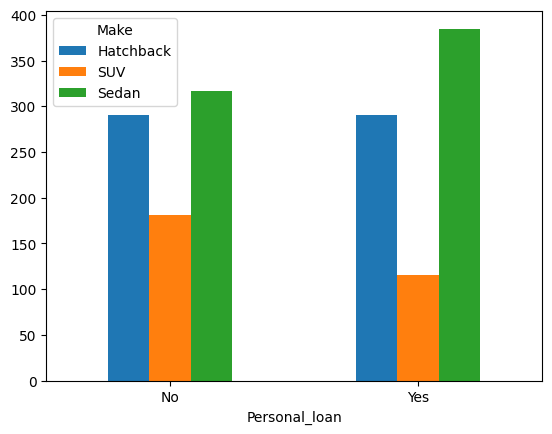 400
350
300
250
200
150
100
50
0
Make
Hatchback
SUV
Sedan
No
Yes
Personal_loan